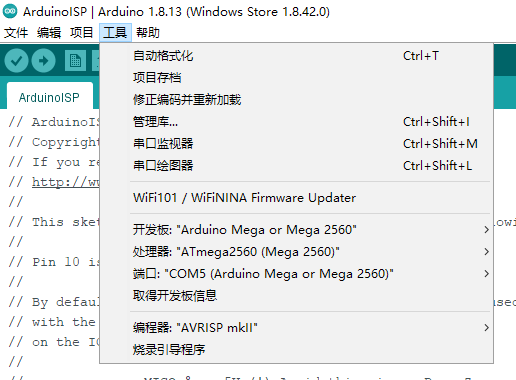 ArduinoISP | Arduino 1.8.13 (Windows Store 1.8.42.0)
文件 编辑 项目 工具 帮助
自动格式化 Ctrl+T
项目存档
修正编码并重新加载
管理库... Ctrl+Shift+I
串口监视器 Ctrl+Shift+M
串口绘图器 Ctrl+Shift+L
WiFi101 / WiFiNINA Firmware Updater
开发板: "Arduino Mega or Mega 2560"
处理器: "ATmega2560 (Mega 2560)"
端口: "COM5 (Arduino Mega or Mega 2560)"
取得开发板信息
编程器: "AVRISP mkII"
烧录引导程序
ArduinoISP
// ArduinoIS
// Copyright
// If you re
// http://ww
//
// This sket
//
// Pin 10 is
//
// By defaul
// with the
// on the IC
//